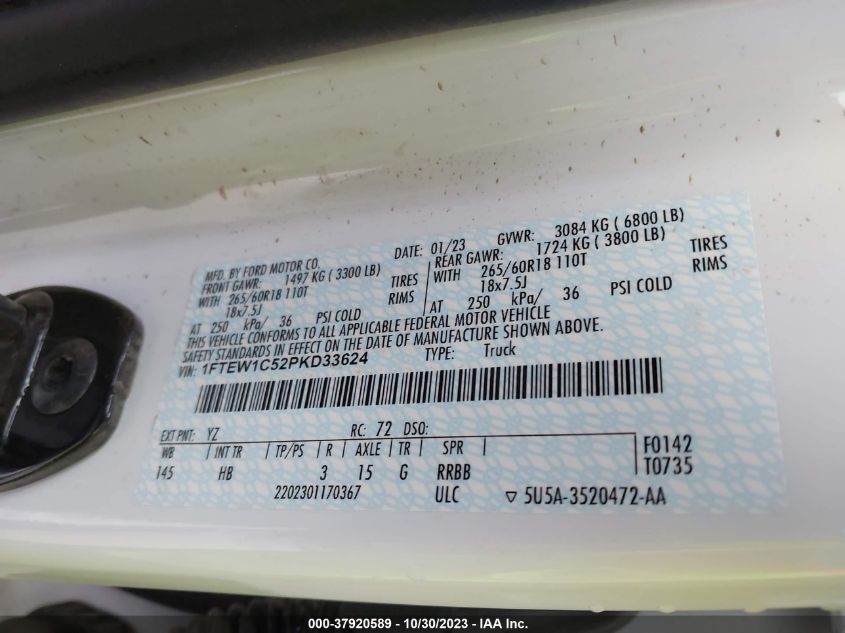 MFD. BY FORD MOTOR CO.
DATE: 01/23 GVWR: 3084 KG ( 6800 LB)
FRONT GAWR: 1497 KG ( 3300 LB)
WITH 265/60R18 110T TIRES
18x7.5J RIMS
AT 250 kPa/ 36 PSI COLD
REAR GAWR: 1724 KG ( 3800 LB)
WITH 265/60R18 110T TIRES
18x7.5J RIMS
AT 250 kPa/ 36 PSI COLD
THIS VEHICLE CONFORMS TO ALL APPLICABLE FEDERAL MOTOR VEHICLE
SAFETY STANDARDS IN EFFECT ON THE DATE OF MANUFACTURE SHOWN ABOVE.
VIN: 1FTEW1C52PKD33624 TYPE: Truck
EXT PNT: YZ RC: 72 DSO:
WB INT TR TP/PS R AXLE TR SPR F0142
145 HB 3 15 G RRBB T0735
2202301170367 ULC ▽ 5U5A-3520472-AA
000-37920589 - 10/30/2023 - IAA Inc.